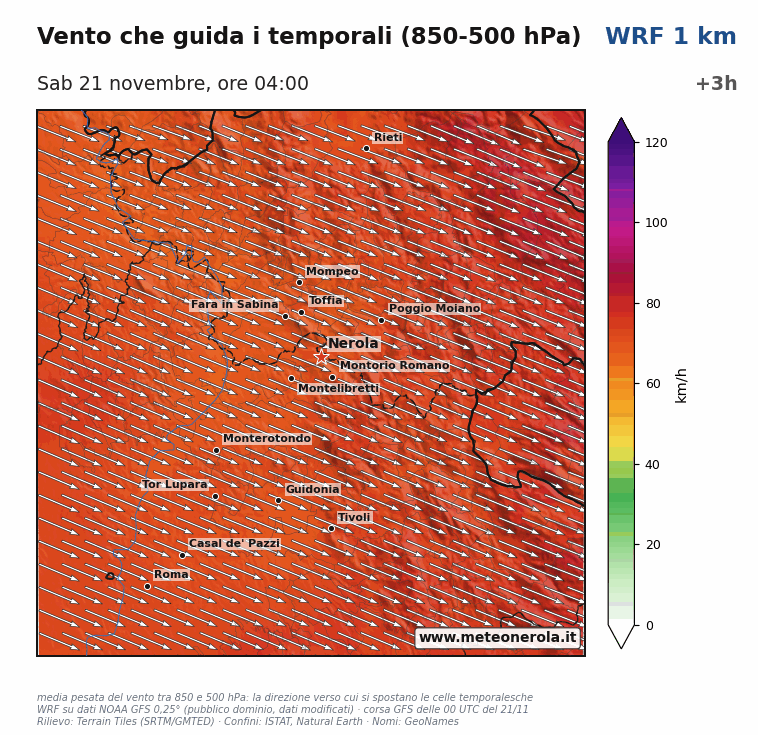 Vento che guida i temporali (850-500 hPa) WRF 1 km
Sab 21 novembre, ore 04:00 +3h
Rieti
Mompeo
Fara in Sabina
Toffia
Poggio Moiano
Nerola
Montorio Romano
Montelibretti
Monterotondo
Tor Lupara
Guidonia
Tivoli
Casal de' Pazzi
Roma
www.meteonerola.it
120
100
80
60
40
20
0
km/h
media pesata del vento tra 850 e 500 hPa: la direzione verso cui si spostano le celle temporalesche
WRF su dati NOAA GFS 0,25° (pubblico dominio, dati modificati) · corsa GFS delle 00 UTC del 21/11
Rilievo: Terrain Tiles (SRTM/GMTED) · Confini: ISTAT, Natural Earth · Nomi: GeoNames